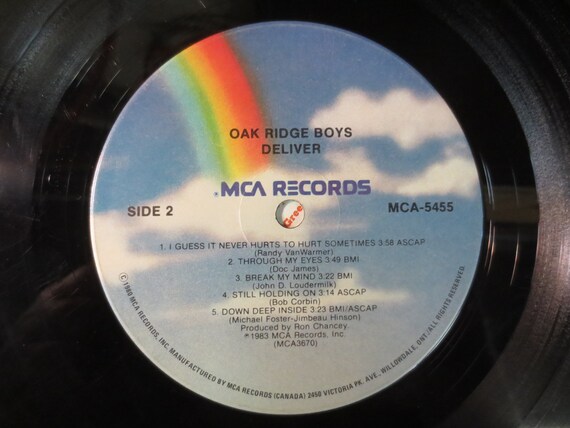 OAK RIDGE BOYS
DELIVER
MCA RECORDS
SIDE 2
MCA-5455
1. I GUESS IT NEVER HURTS TO HURT SOMETIMES 3:58 ASCAP
(Randy VanWarmer)
2. THROUGH MY EYES 3:49 BMI
(Doc James)
3. BREAK MY MIND 3:22 BMI
(John D. Loudermilk)
4. STILL HOLDING ON 3:14 ASCAP
(Bob Corbin)
5. DOWN DEEP INSIDE 3:23 BMI/ASCAP
(Michael Foster-Jimbeau Hinson)
Produced by Ron Chancey.
℗1983 MCA Records, Inc.
(MCA3670)
MCA RECORDS, INC. MANUFACTURED BY MCA RECORDS (CANADA) 2450 VICTORIA PK. AVE., WILLOWDALE, ONT./ALL RIGHTS RESERVED